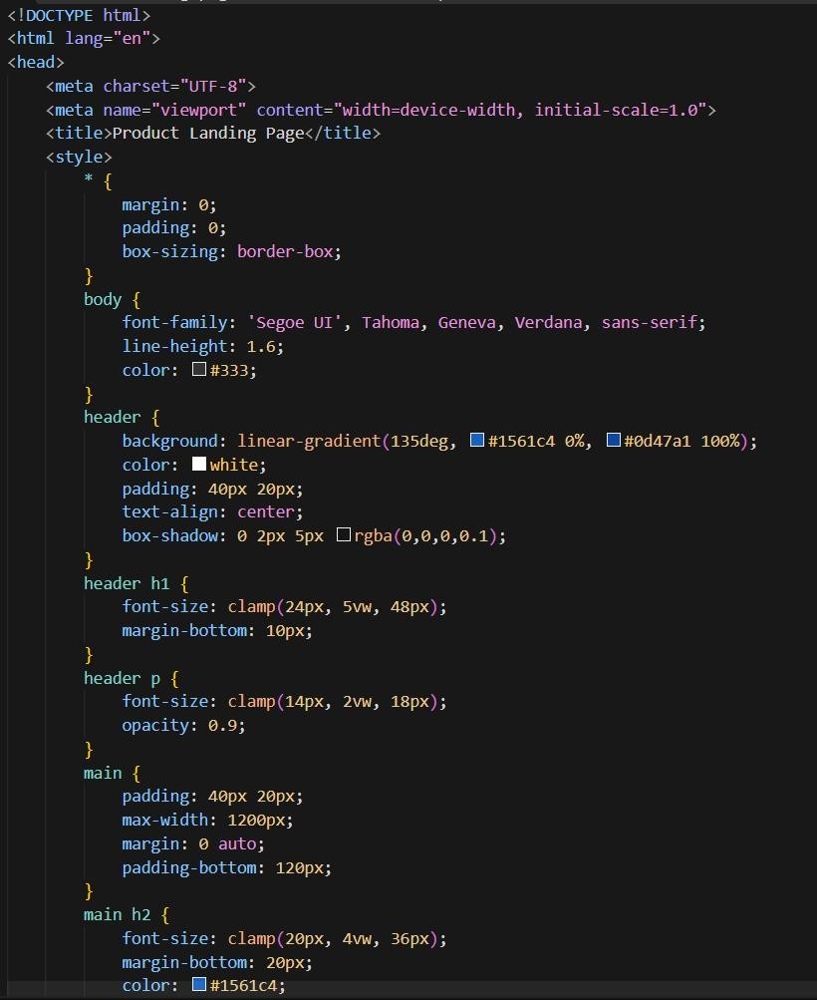 <!DOCTYPE html>
<html lang="en">
<head>
    <meta charset="UTF-8">
    <meta name="viewport" content="width=device-width, initial-scale=1.0">
    <title>Product Landing Page</title>
    <style>
        * {
            margin: 0;
            padding: 0;
            box-sizing: border-box;
        }
        body {
            font-family: 'Segoe UI', Tahoma, Geneva, Verdana, sans-serif;
            line-height: 1.6;
            color: #333;
        }
        header {
            background: linear-gradient(135deg, #1561c4 0%, #0d47a1 100%);
            color: white;
            padding: 40px 20px;
            text-align: center;
            box-shadow: 0 2px 5px rgba(0,0,0,0.1);
        }
        header h1 {
            font-size: clamp(24px, 5vw, 48px);
            margin-bottom: 10px;
        }
        header p {
            font-size: clamp(14px, 2vw, 18px);
            opacity: 0.9;
        }
        main {
            padding: 40px 20px;
            max-width: 1200px;
            margin: 0 auto;
            padding-bottom: 120px;
        }
        main h2 {
            font-size: clamp(20px, 4vw, 36px);
            margin-bottom: 20px;
            color: #1561c4;